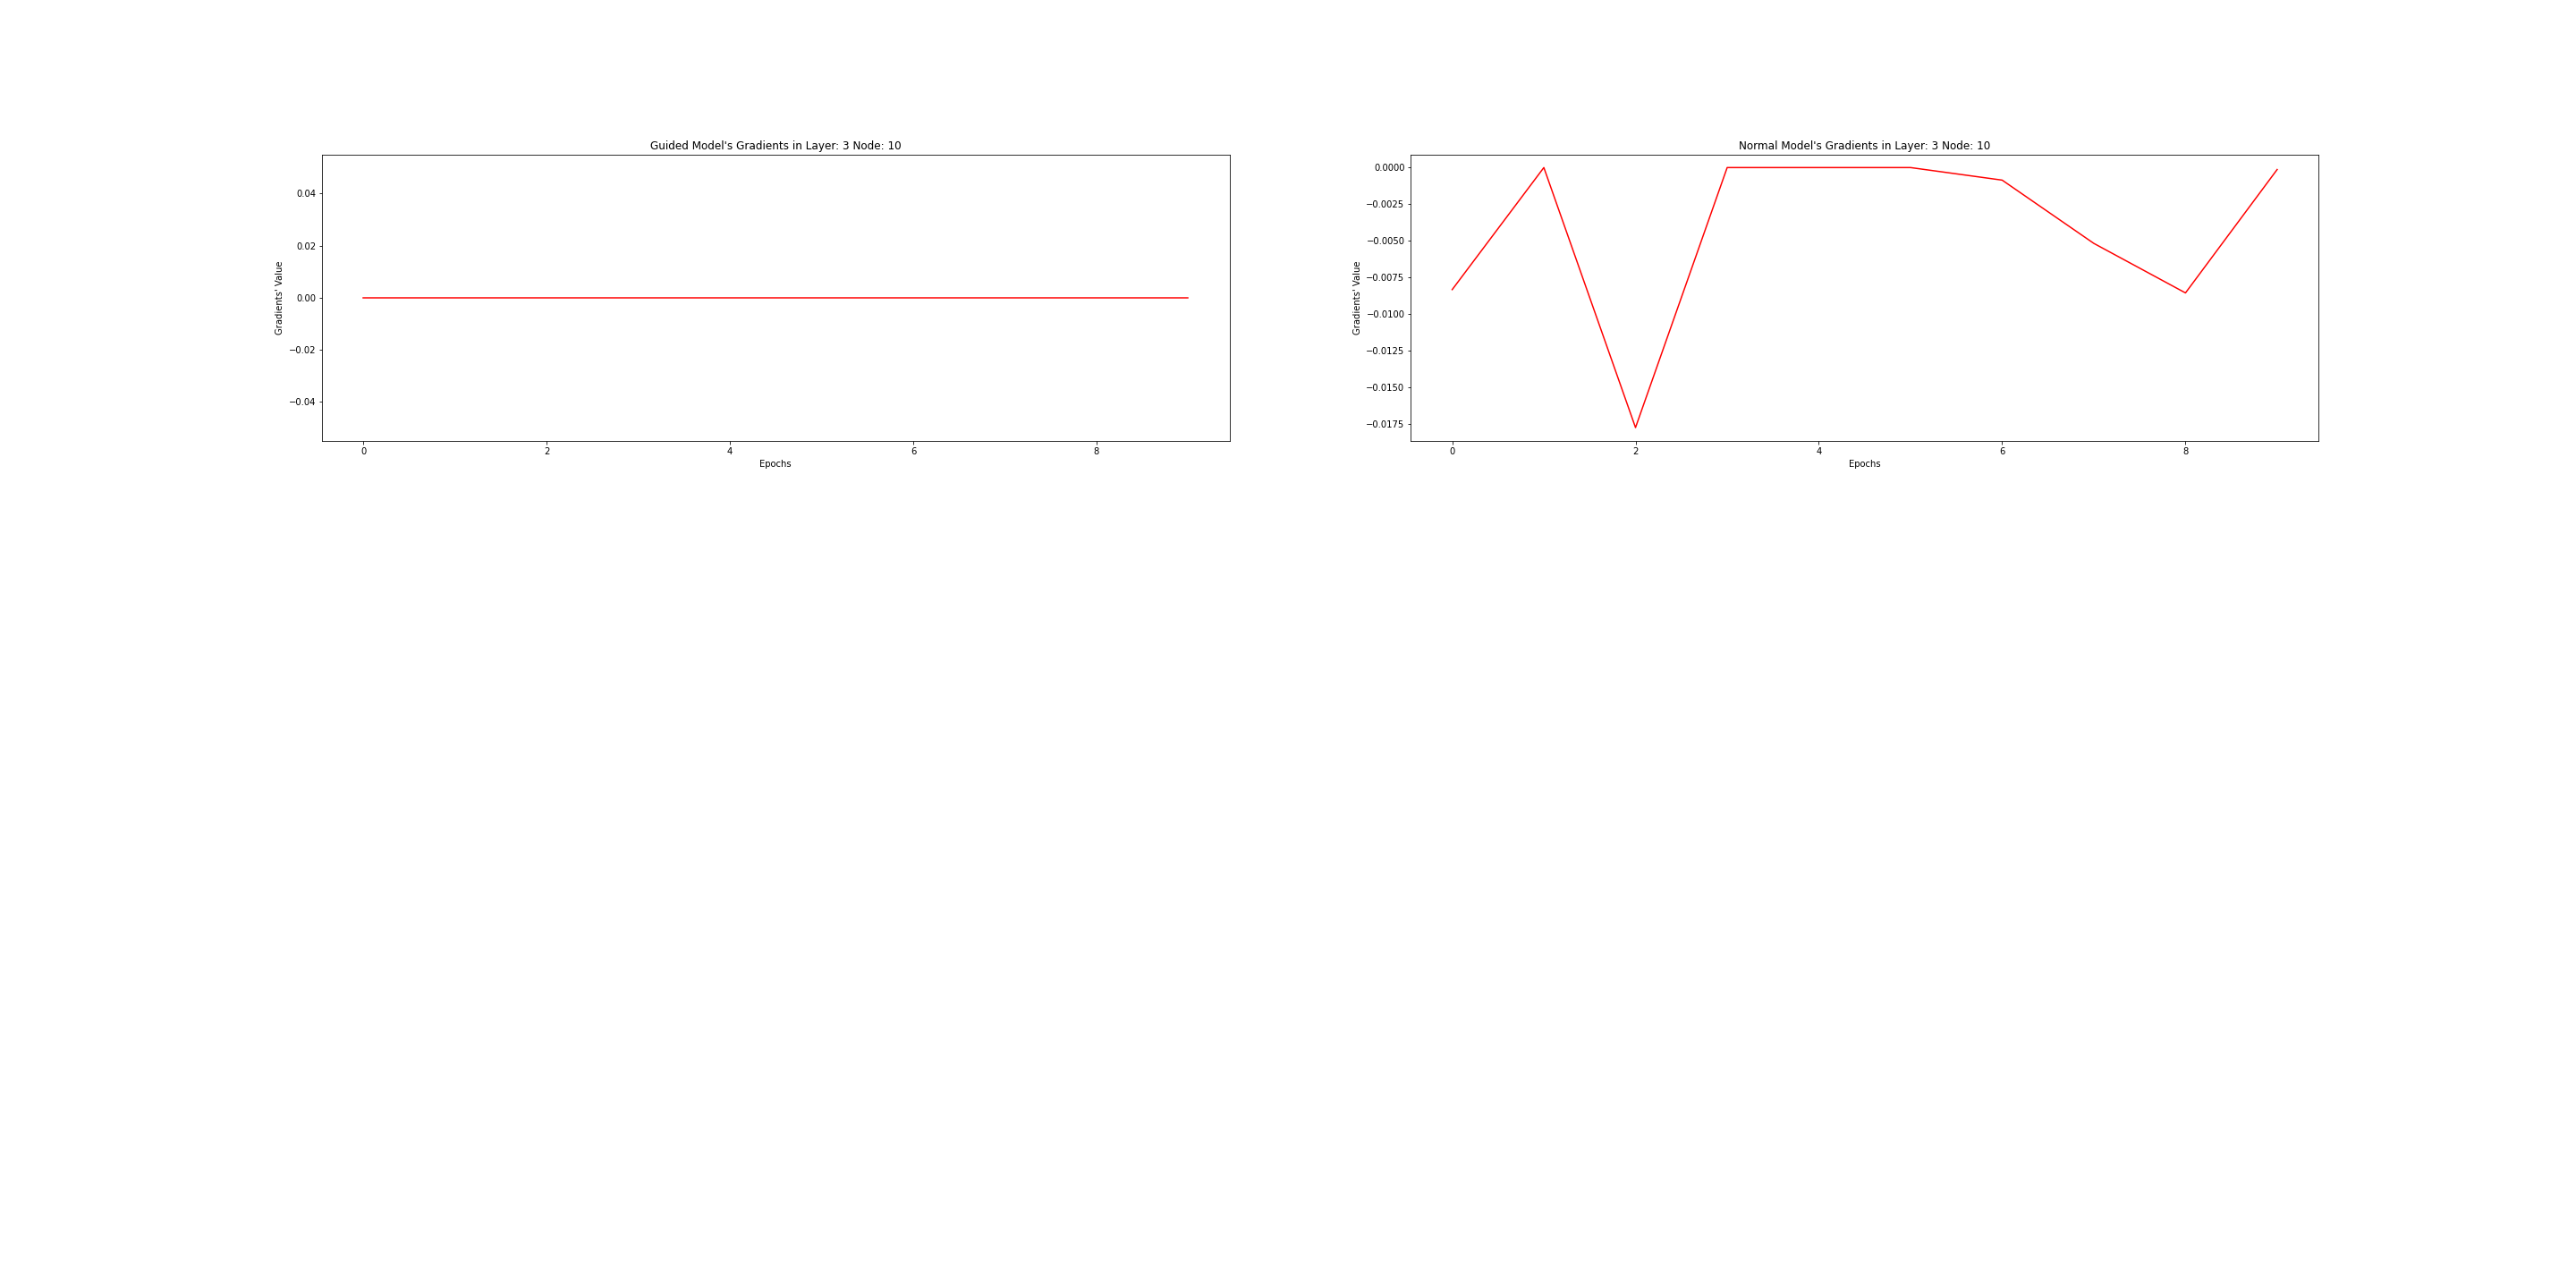 Guided Model's Gradients in Layer: 3 Node: 10
Gradients' Value
0.04
0.02
0.00
−0.02
−0.04
0 2 4 6 8
Epochs
Normal Model's Gradients in Layer: 3 Node: 10
Gradients' Value
0.0000
−0.0025
−0.0050
−0.0075
−0.0100
−0.0125
−0.0150
−0.0175
0 2 4 6 8
Epochs